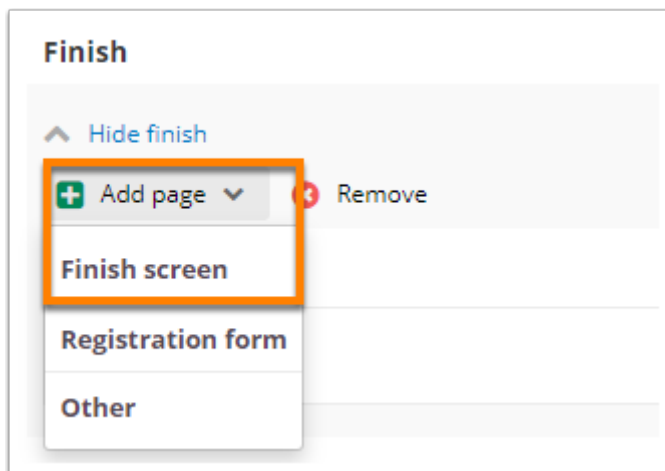 Finish
Hide finish
Add page Remove
Finish screen
Registration form
Other